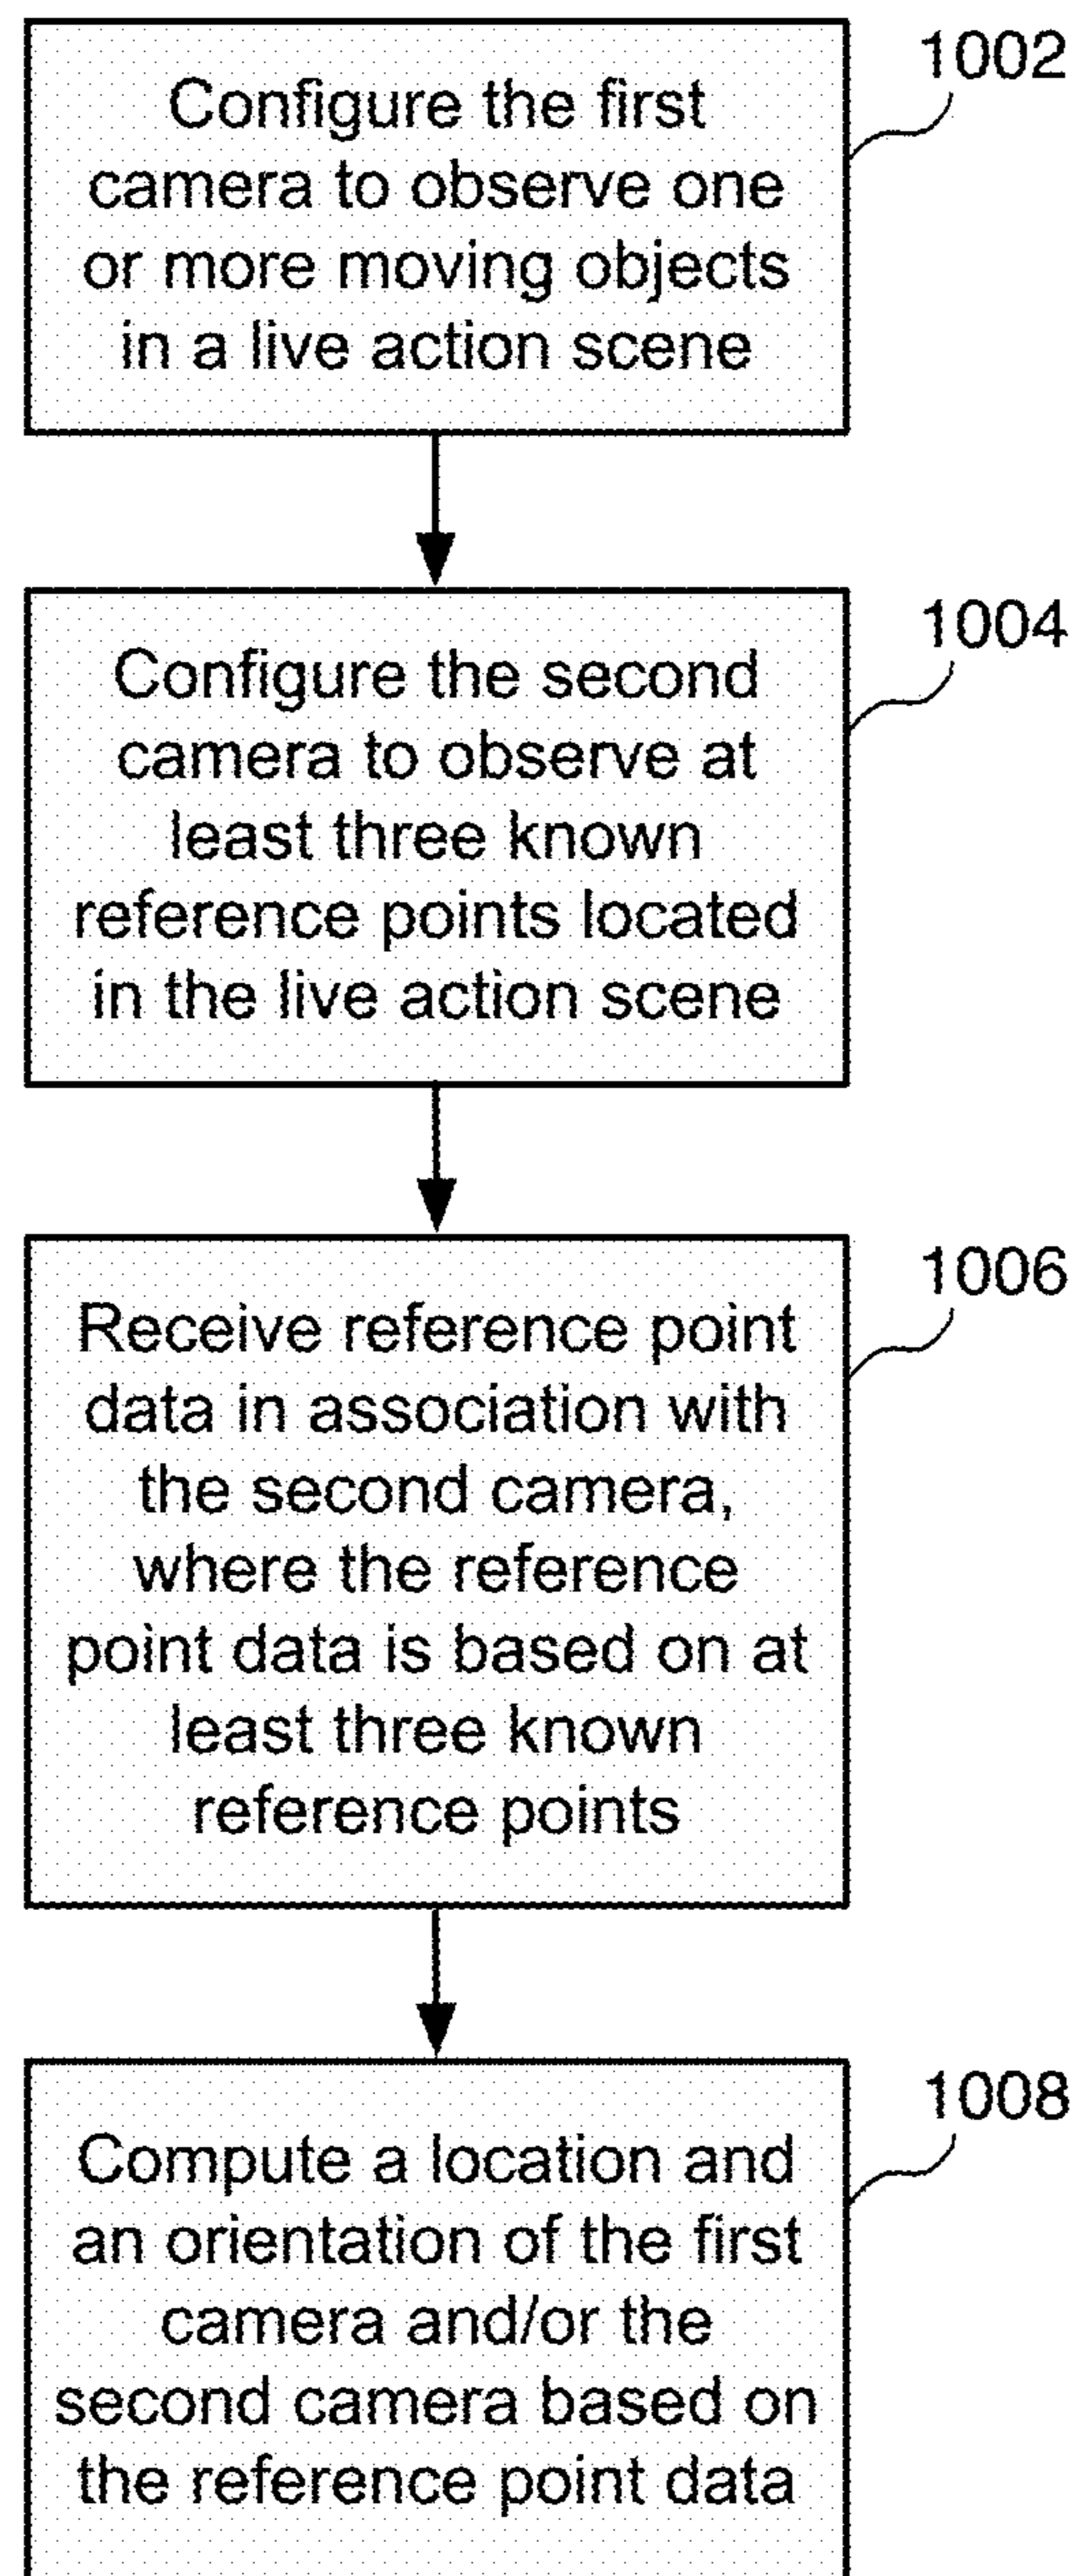 1002
Configure the first
camera to observe one
or more moving objects
in a live action scene
1004
Configure the second
camera to observe at
least three known
reference points located
in the live action scene
1006
Receive reference point
data in association with
the second camera,
where the reference
point data is based on at
least three known
reference points
1008
Compute a location and
an orientation of the first
camera and/or the
second camera based on
the reference point data